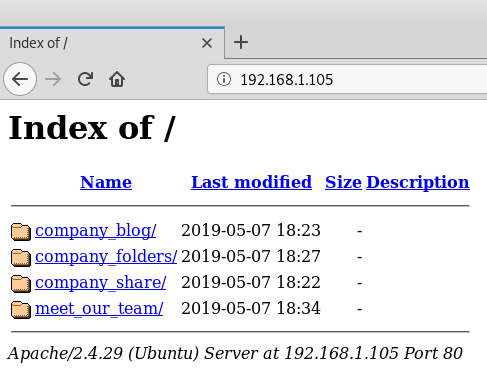 Index of /
192.168.1.105
Index of /
Name Last modified Size Description
company_blog/ 2019-05-07 18:23 -
company_folders/ 2019-05-07 18:27 -
company_share/ 2019-05-07 18:22 -
meet_our_team/ 2019-05-07 18:34 -
Apache/2.4.29 (Ubuntu) Server at 192.168.1.105 Port 80